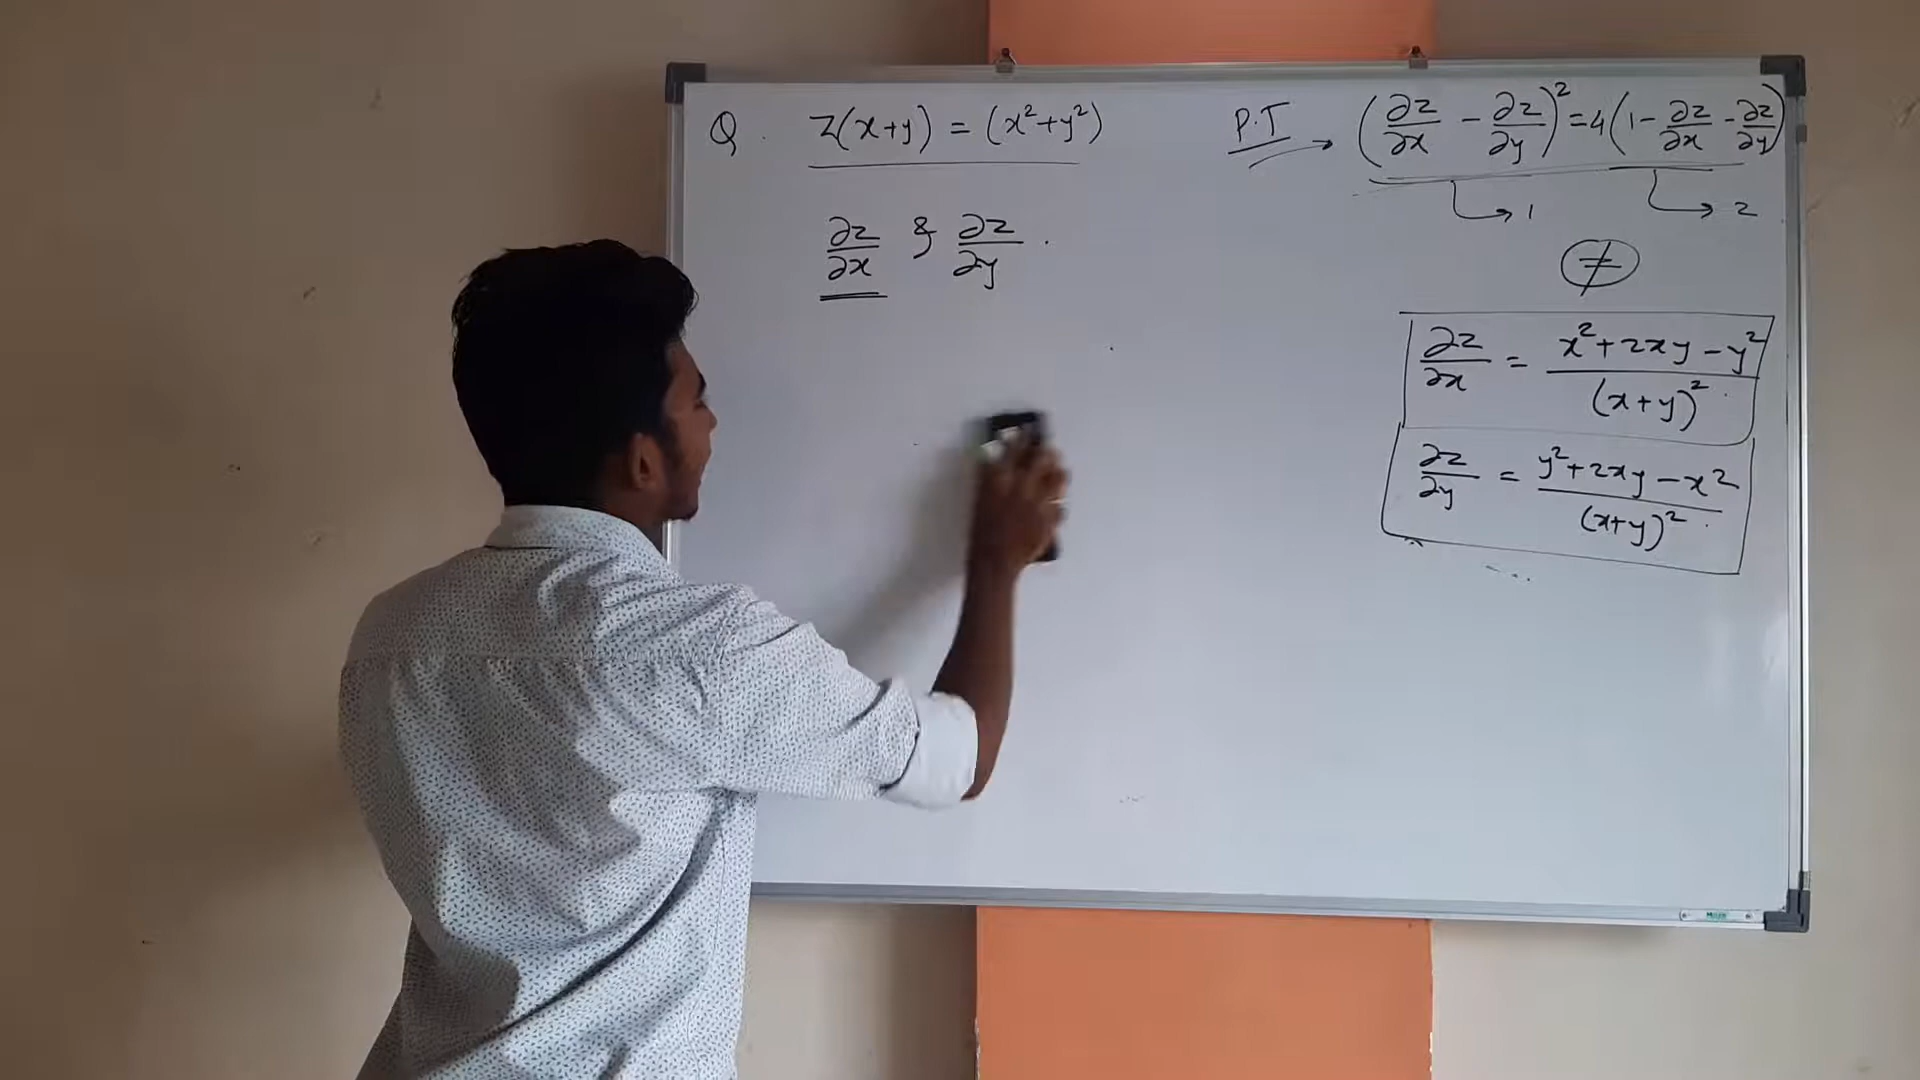 Q. z(x+y) = (x²+y²)
P.T → (∂z/∂x - ∂z/∂y)² = 4(1 - ∂z/∂x - ∂z/∂y)
→ 1 → 2
∂z/∂x & ∂z/∂y .
≠
∂z/∂x = x²+2xy-y² / (x+y)²
∂z/∂y = y²+2xy-x² / (x+y)²